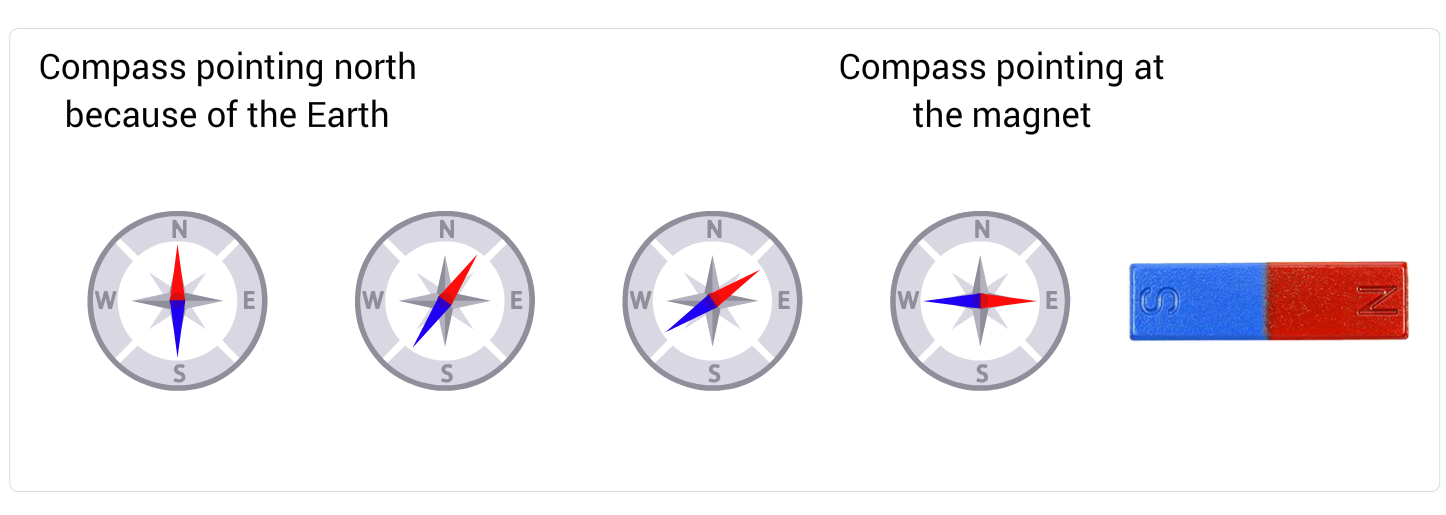 Compass pointing north
because of the Earth
Compass pointing at
the magnet
N
W E
S
N
W E
S
N
W E
S
N
W E
S
S N